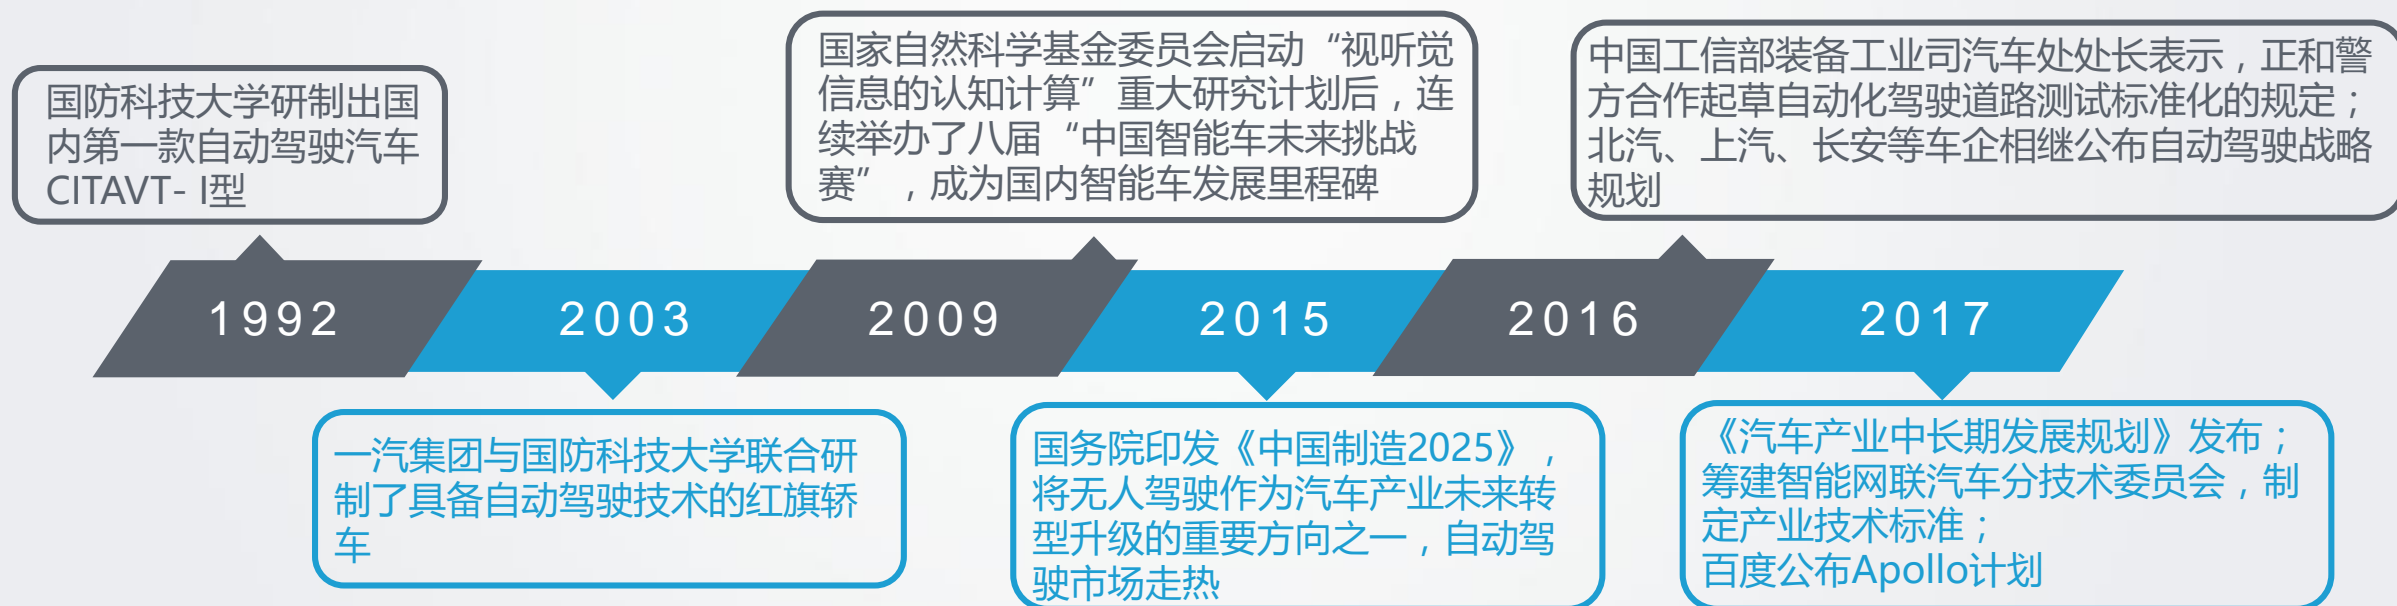 国防科技大学研制出国
内第一款自动驾驶汽车
CITAVT- I型
国家自然科学基金委员会启动“视听觉
信息的认知计算”重大研究计划后，连
续举办了八届“中国智能车未来挑战
赛”，成为国内智能车发展里程碑
中国工信部装备工业司汽车处处长表示，正和警
方合作起草自动化驾驶道路测试标准化的规定；
北汽、上汽、长安等车企相继公布自动驾驶战略
规划
1992
2003
2009
2015
2016
2017
一汽集团与国防科技大学联合研
制了具备自动驾驶技术的红旗轿
车
国务院印发《中国制造2025》，
将无人驾驶作为汽车产业未来转
型升级的重要方向之一，自动驾
驶市场走热
《汽车产业中长期发展规划》发布；
筹建智能网联汽车分技术委员会，制
定产业技术标准；
百度公布Apollo计划